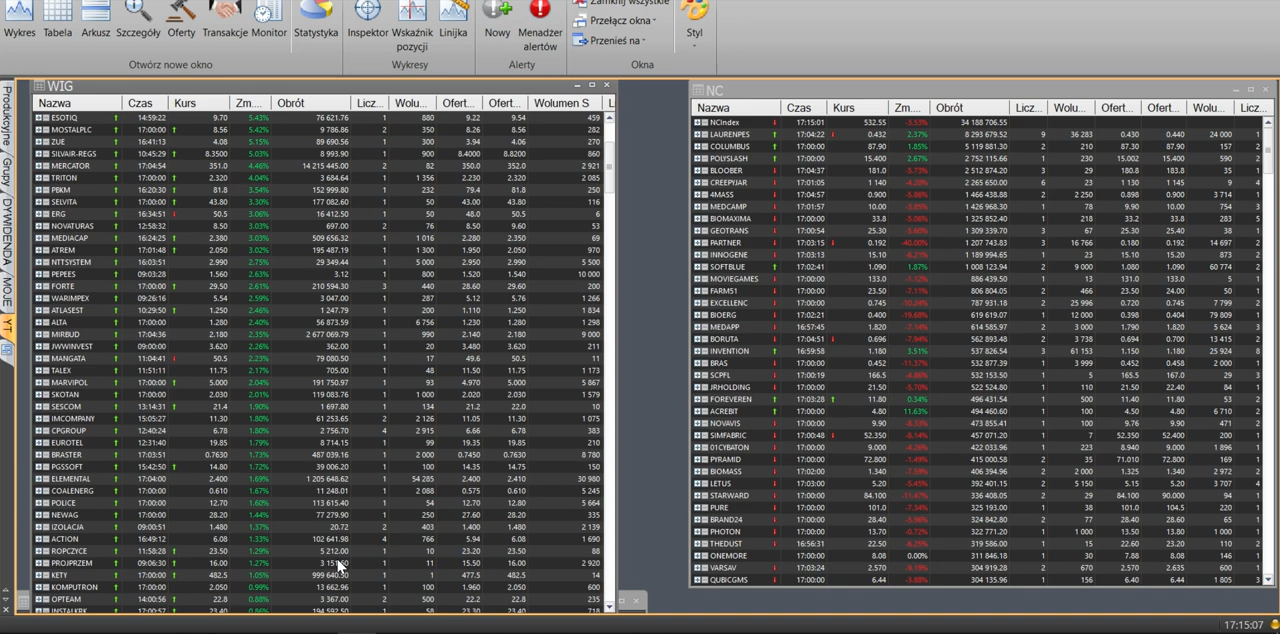 Zamknij wszystkie
Przełącz okna
Przenieś na
Wykres Tabela Arkusz Szczegóły Oferty Transakcje Monitor Statystyka Inspektor Wskaźnik pozycji Linijka Nowy Menadżer alertów Styl
Otwórz nowe okno Wykresy Alerty Okna
Produkcyjne
Grupy
DYWIDENDA
MOJE
YT
WIG
Nazwa Czas Kurs Zm.... Obrót Licz... Wolu... Ofert... Ofert... Wolumen S
ESOTIQ 14:59:22 9.70 5.43% 76 621.76 1 880 9.22 9.54 459
MOSTALPLC 17:00:00 8.56 5.42% 9 786.86 2 350 8.26 8.56 282
ZUE 16:41:13 4.08 5.15% 89 690.56 1 300 3.94 4.06 270
SILVAIR-REGS 10:45:29 8.3500 5.03% 8 993.90 1 900 8.4000 8.8200 658
MERCATOR 17:04:54 351.0 4.46% 14 215 445.00 2 82 350.0 352.0 2 921
TRITON 17:00:00 2.320 4.04% 3 684.64 1 1 356 2.230 2.320 2 085
PBKM 16:20:30 81.8 3.54% 152 999.80 1 232 79.4 81.8 250
SELVITA 17:00:00 43.80 3.30% 177 082.60 1 50 43.00 43.80 116
ERG 16:34:51 50.5 3.06% 16 412.50 1 50 48.0 50.5 6
NOVATURAS 12:58:32 8.50 3.03% 697.00 2 76 8.50 9.60 53
MEDIACAP 16:24:25 2.380 3.03% 509 656.32 1 1 016 2.260 2.360 69
ATREM 17:01:48 2.050 3.02% 195 487.19 1 1 340 1.950 2.050 970
NTTSYSTEM 16:03:51 2.990 2.75% 29 349.44 1 5 000 2.950 2.990 5 500
PEPEES 09:03:28 1.560 2.63% 3.12 1 800 1.520 1.540 10 000
FORTE 17:00:00 29.50 2.61% 210 594.30 3 440 28.60 29.60 200
WARIMPEX 09:26:16 5.54 2.59% 3 047.00 1 287 5.12 5.76 1 266
ATLASEST 10:29:50 1.250 2.46% 1 247.79 1 200 1.110 1.250 1 834
ALTA 17:00:00 1.280 2.40% 56 873.59 1 6 756 1.230 1.280 1 298
MIRBUD 17:04:36 2.180 2.35% 2 677 069.79 1 990 2.140 2.180 9 000
JWWINVEST 17:00:00 3.620 2.26% 362.00 1 20 3.480 3.620 211
MANGATA 11:04:41 50.5 2.23% 79 080.50 1 17 49.6 50.5 11
TALEX 11:51:11 11.75 2.17% 705.00 1 48 11.50 11.75 1 173
MARVIPOL 17:00:00 5.000 2.04% 191 750.97 1 93 4.970 5.000 5 867
SKOTAN 17:00:00 2.030 2.01% 119 083.76 1 1 000 2.020 2.030 1 579
SESCOM 13:14:31 21.4 1.90% 1 697.80 1 134 21.2 22.0 10
IMCOMPANY 15:05:27 11.30 1.80% 61 253.65 2 126 11.05 11.30 1 075
CPGROUP 12:40:24 6.78 1.80% 2 756.76 4 2 915 6.66 6.78 383
EUROTEL 12:31:40 19.85 1.79% 8 714.15 1 99 19.35 19.85 210
BRASTER 17:03:51 0.7630 1.73% 487 039.16 1 2 000 0.7450 0.7630 8 780
PGSSOFT 15:42:50 14.80 1.72% 39 006.20 1 100 14.35 14.75 150
ELEMENTAL 17:04:00 2.400 1.69% 1 205 648.62 1 54 285 2.355 2.400 30 980
COALENERG 17:00:00 0.575 1.67% 11 248.01 1 2 088 0.575 0.610 5 245
POLICE 17:00:00 12.70 1.60% 113 615.40 1 54 12.70 12.80 5 664
NEWAG 17:00:00 28.20 1.44% 77 279.90 1 250 27.60 28.20 335
IZOLACJA 09:00:51 1.480 1.37% 20.72 2 403 1.400 1.480 2 139
ACTION 16:49:12 6.08 1.33% 102 641.98 4 766 5.94 6.08 1 690
ROPCZYCE 11:58:28 23.50 1.29% 5 212.00 1 10 23.20 23.50 88
PROJPRZEM 09:06:30 16.00 1.27% 1 11 15.50 16.00 2 920
KETY 17:00:00 482.5 1.05% 999 640.50 1 1 477.5 482.5 14
KOMPUTRON 17:00:00 2.050 0.99% 13 662.96 1 100 1.960 2.050 600
OPTEAM 14:00:56 22.8 0.88% 3 367.00 2 500 22.2 22.8 235
INSTALKRK 17:00:57 23.40 0.86% 194 592.50 1 58 23.30 23.40 718
NC
Nazwa Czas Kurs Zm.... Obrót Licz... Wolu... Ofert... Ofert... Wolu... Licz...
NCIndex 17:15:01 532.55 -5.53% 34 188 706.55
LAURENPES 17:04:22 0.432 2.37% 8 293 679.52 9 36 283 0.430 0.440 24 000 1
COLUMBUS 17:00:00 87.90 1.85% 5 119 881.30 2 210 87.30 87.90 157 1
POLYSLASH 17:04:51 15.400 2.67% 2 752 115.66 1 230 15.002 15.400 560 2
BLOOBER 17:04:37 181.0 -5.73% 2 512 874.20 3 29 180.8 183.8 35 1
CREEPYJAR 17:01:05 1 140 -4.20% 2 265 650.00 6 23 1 130 1 145 9 4
4MASS 17:04:57 0.900 -5.86% 1 466 438.88 2 2 250 0.898 0.900 3 714 1
MEDCAMP 17:01:57 10.00 -3.85% 1 426 968.30 1 78 9.90 10.00 754 3
BIOMAXIMA 17:00:00 33.8 -5.06% 1 325 852.40 1 218 33.2 33.8 283 5
GEOTRANS 17:00:54 25.30 -5.60% 1 309 339.70 3 67 25.30 25.40 38 1
PARTNER 17:03:15 0.192 -40.00% 1 207 743.83 3 16 766 0.180 0.192 14 697 2
INNOGENE 17:03:13 15.10 -6.21% 1 189 994.65 1 23 15.05 15.10 401 1
SOFTBLUE 17:02:41 1.090 1.87% 1 008 123.94 2 9 000 1.080 1.090 60 774 2
MOVIEGAMES 17:00:00 133.0 -5.12% 886 439.50 1 13 131.0 133.0 5 1
FARM51 17:00:00 23.50 -7.11% 806 804.05 2 466 23.50 24.00 50 1
EXCELLENC 17:00:00 0.745 -10.24% 787 931.18 2 25 996 0.720 0.745 7 799 2
BIOERG 17:02:21 0.400 -19.68% 619 619.07 1 12 000 0.398 0.404 79 809 1
MEDAPP 16:57:45 1.820 -7.14% 614 585.97 2 3 000 1.790 1.820 5 624 3
BORUTA 17:04:51 0.696 -7.94% 562 893.48 2 3 738 0.694 0.700 13 415 2
INVENTION 16:59:58 1.180 3.51% 537 826.54 3 61 153 1.150 1.180 25 924 8
BRAS 17:00:00 0.452 -11.37% 532 877.39 1 3 999 0.452 0.458 2 000 1
SCPFL 17:00:19 166.5 -4.86% 532 153.50 1 5 165.5 167.0 29 3
JRHOLDING 17:00:00 21.50 -5.70% 522 524.80 1 110 21.50 22.40 84 1
FOREVEREN 17:03:28 11.80 0.34% 496 431.54 1 500 11.40 11.80 53 2
ACREBIT 17:00:00 4.80 11.63% 494 460.60 1 100 4.50 4.80 6 710 2
NOVAVIS 17:00:00 9.90 -8.33% 473 855.41 1 100 9.76 9.90 471 2
SIMFABRIC 17:00:48 52.350 -8.14% 457 071.20 1 7 52.350 52.400 200 1
01CYBATON 17:00:00 9.000 -4.26% 422 033.96 1 100 8.940 9.000 1 896 1
PYRAMID 17:00:00 72.800 -1.49% 415 000.58 2 35 71.010 72.800 169 1
BIOMASS 17:02:10 1.340 -7.59% 406 394.96 2 2 000 1.325 1.340 2 972 2
LETUS 17:03:12 5.20 -5.45% 392 401.15 2 5 150 5.15 5.20 3 707 4
STARWARD 17:00:00 84.100 -11.47% 336 408.05 2 29 84.100 90.000 94 1
PURE 17:00:00 101.5 -7.34% 325 193.00 1 38 101.0 104.5 220 1
BRAND24 17:00:00 28.40 -5.96% 324 842.80 2 77 28.40 28.60 65 1
PHOTON 17:00:00 13.70 -0.72% 322 771.20 1 101 13.50 13.80 1 000 1
THEDUST 16:56:31 22.50 -6.25% 319 586.00 1 15 22.60 23.20 110 2
ONEMORE 17:00:00 8.08 0.00% 311 846.18 1 30 7.88 8.08 146 1
VARSAV 17:03:24 2.570 -9.19% 304 916.29 2 670 2.570 2.635 297 2
QUBICGMS 17:00:00 6.44 -3.88% 304 135.96 1 156 6.40 6.44 1 805 3
17:15:07